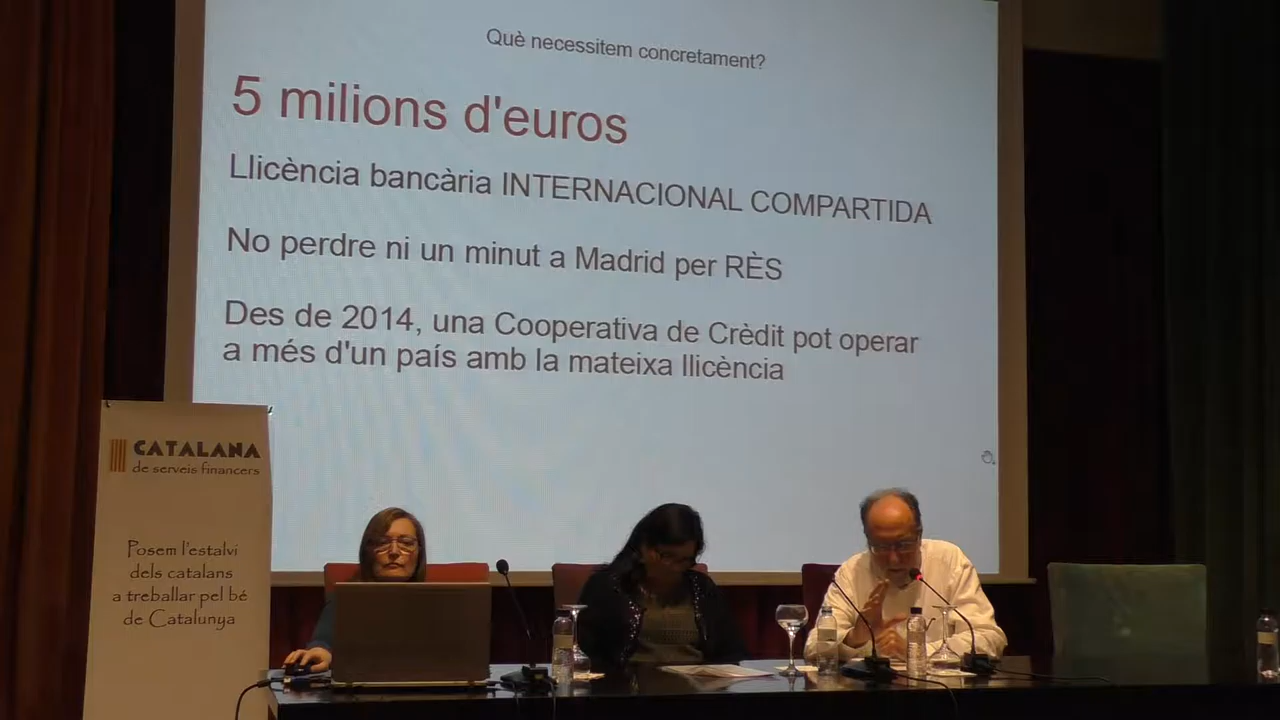 Què necessitem concretament?
5 milions d'euros
Llicència bancària INTERNACIONAL COMPARTIDA
No perdre ni un minut a Madrid per RÈS
Des de 2014, una Cooperativa de Crèdit pot operar
a més d'un país amb la mateixa llicència
CATALANA
de serveis financers
Posem l'estalvi
dels catalans
a treballar pel bé
de Catalunya